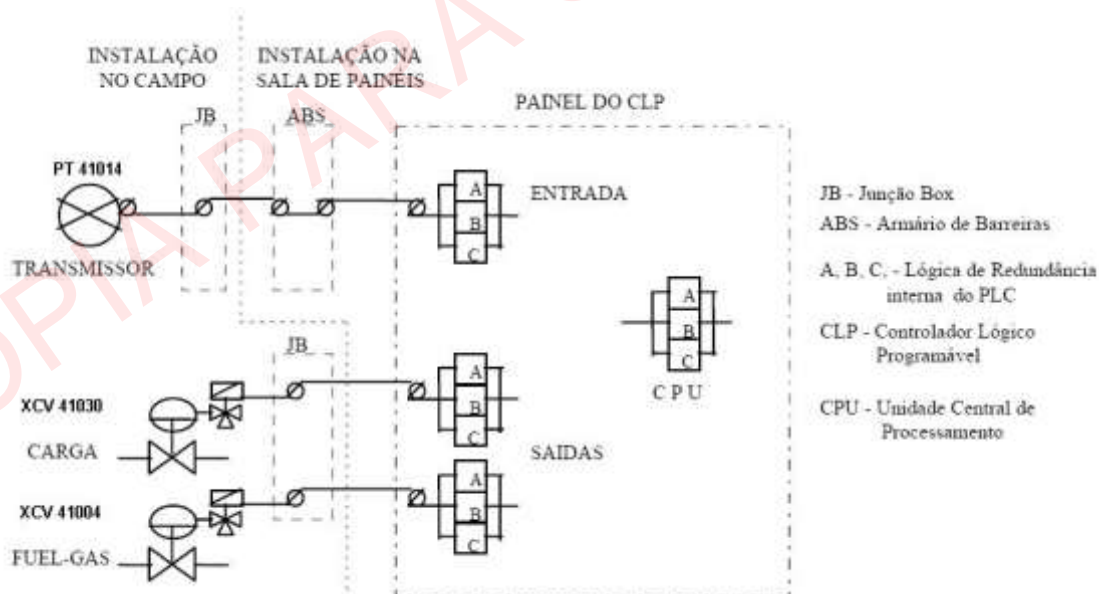 CÓPIA PARA
INSTALAÇÃO
NO CAMPO
INSTALAÇÃO NA
SALA DE PAINÉIS
PAINEL DO CLP
JB
ABS
PT 41014
TRANSMISSOR
A
B
C
ENTRADA
A
B
C
C P U
JB
XCV 41030
CARGA
A
B
C
SAIDAS
XCV 41004
FUEL-GAS
A
B
C
JB - Junção Box
ABS - Armário de Barreiras
A, B, C, - Lógica de Redundância
interna do PLC
CLP - Controlador Lógico
Programável
CPU - Unidade Central de
Processamento